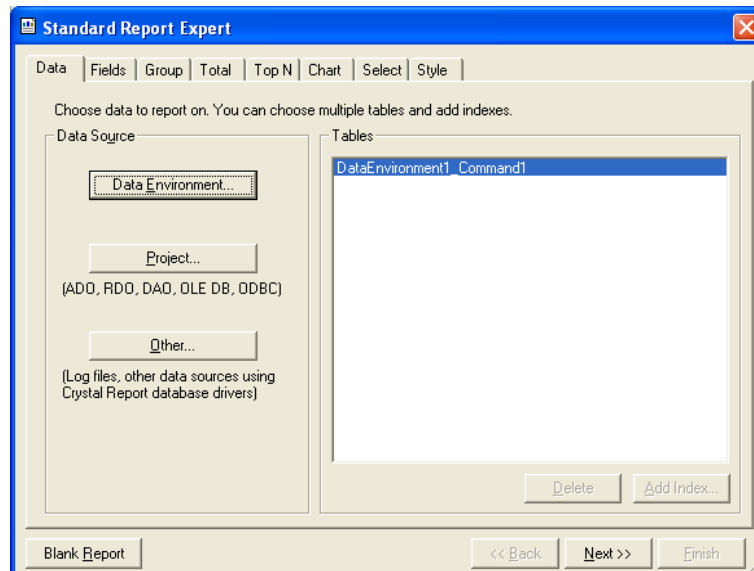 Standard Report Expert
Data Fields Group Total Top N Chart Select Style
Choose data to report on. You can choose multiple tables and add indexes.
Data Source
Data Environment...
Project...
(ADO, RDO, DAO, OLE DB, ODBC)
Other...
(Log files, other data sources using
Crystal Report database drivers)
Tables
DataEnvironment1_Command1
Delete Add Index...
Blank Report << Back Next >> Finish